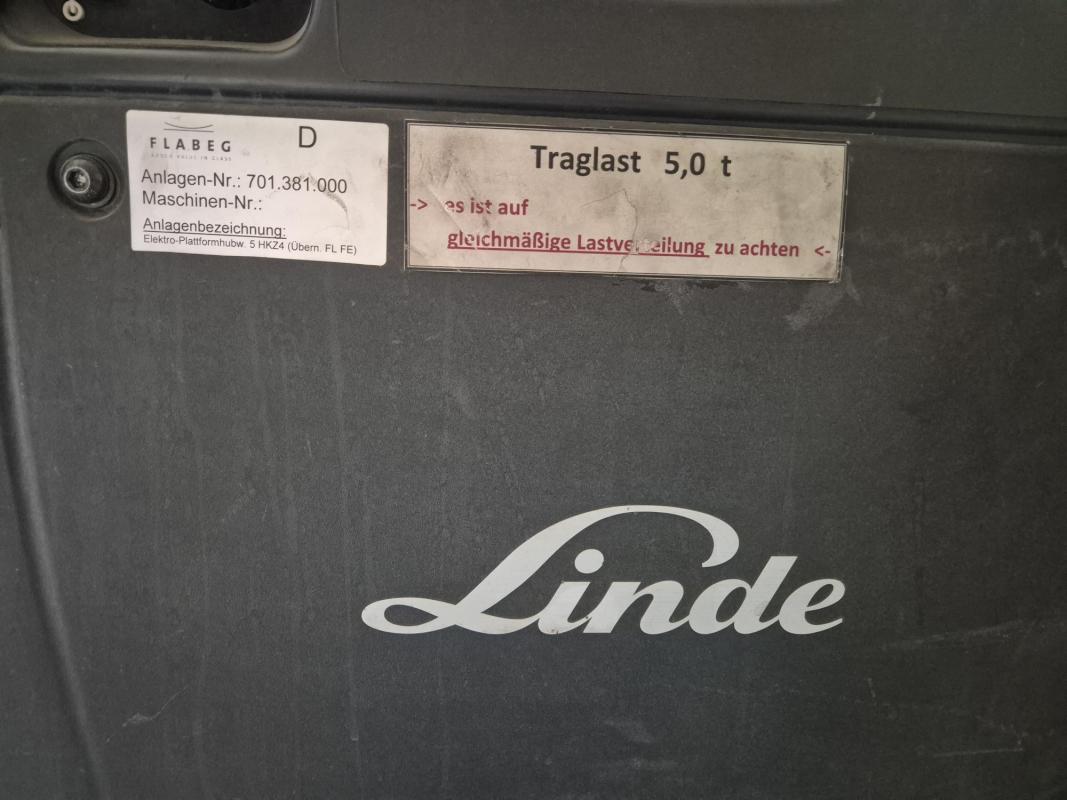 FLABEG
D
Anlagen-Nr.: 701.381.000
Maschinen-Nr.:
Anlagenbezeichnung:
Elektro-Plattformhubw. 5 HKZ4 (Übern. FL FE)
Traglast 5,0 t
-> es ist auf
gleichmäßige Lastverteilung zu achten <-
Linde